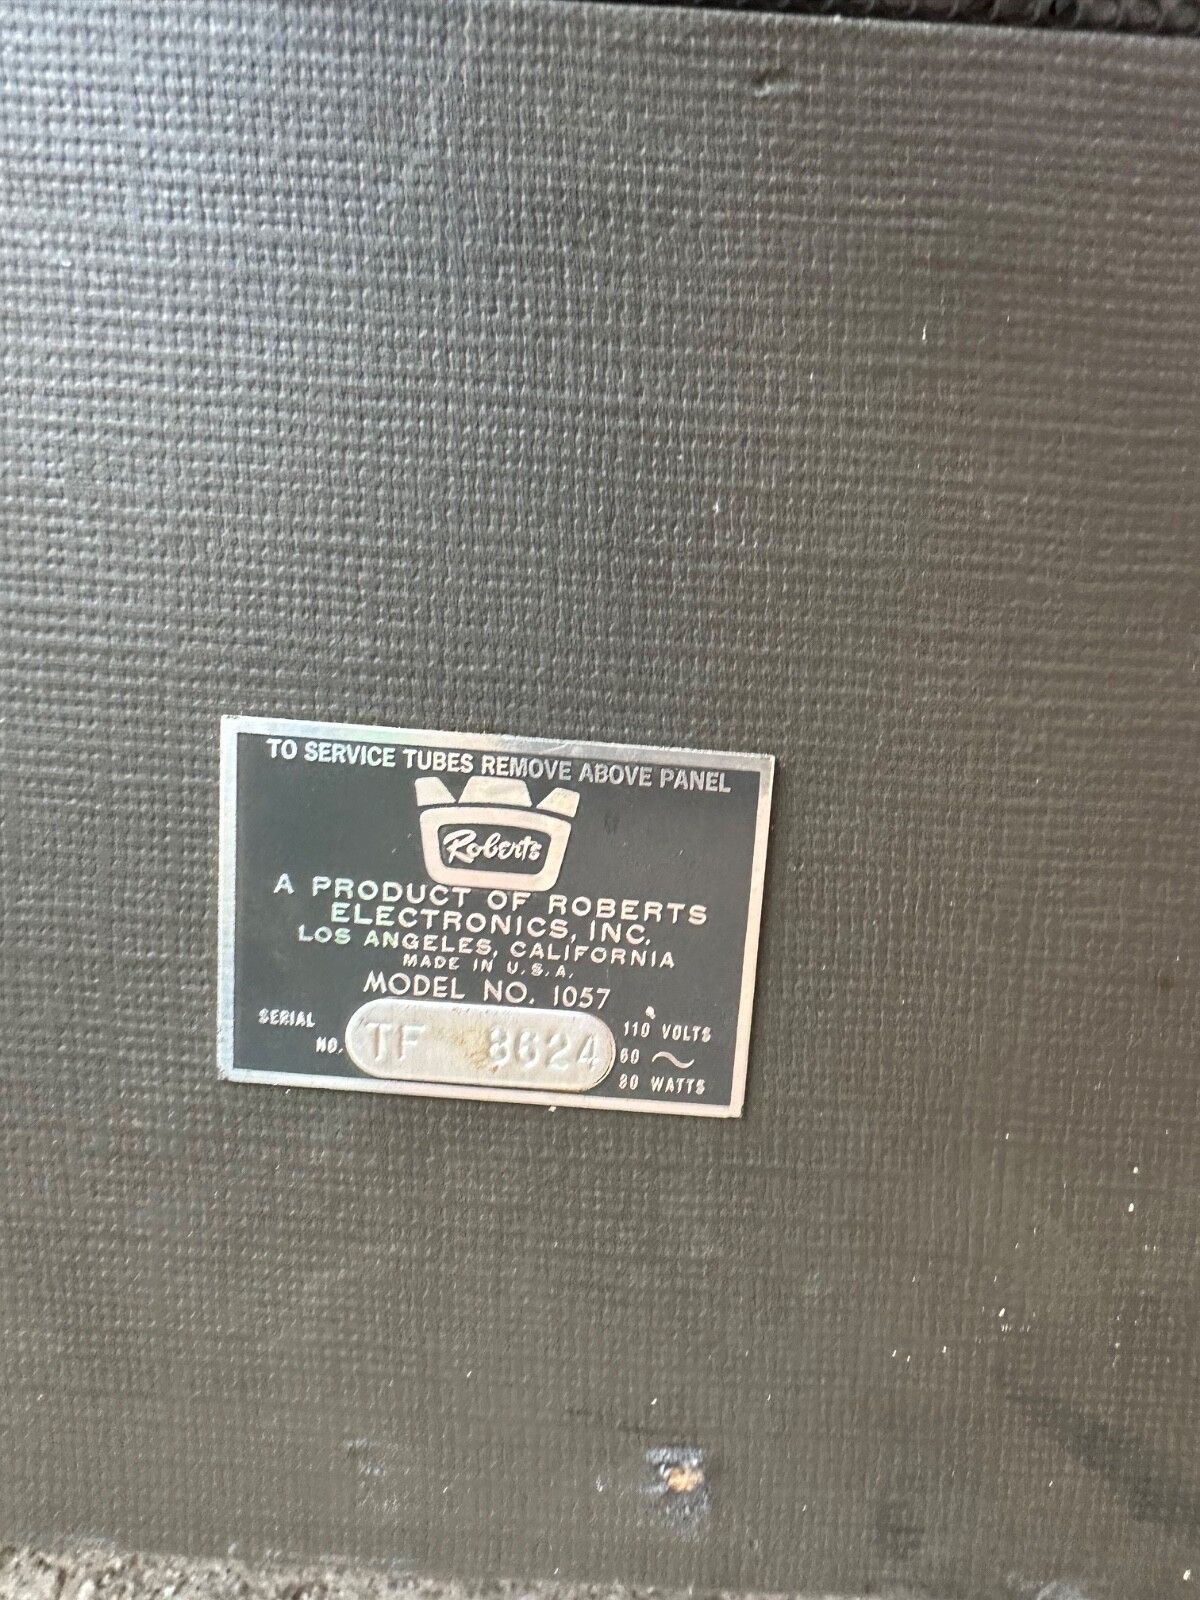 TO SERVICE TUBES REMOVE ABOVE PANEL
Roberts
A PRODUCT OF ROBERTS
ELECTRONICS, INC.
LOS ANGELES, CALIFORNIA
MADE IN U.S.A.
MODEL NO. 1057
SERIAL NO. TF 8624
110 VOLTS
60 ~
80 WATTS